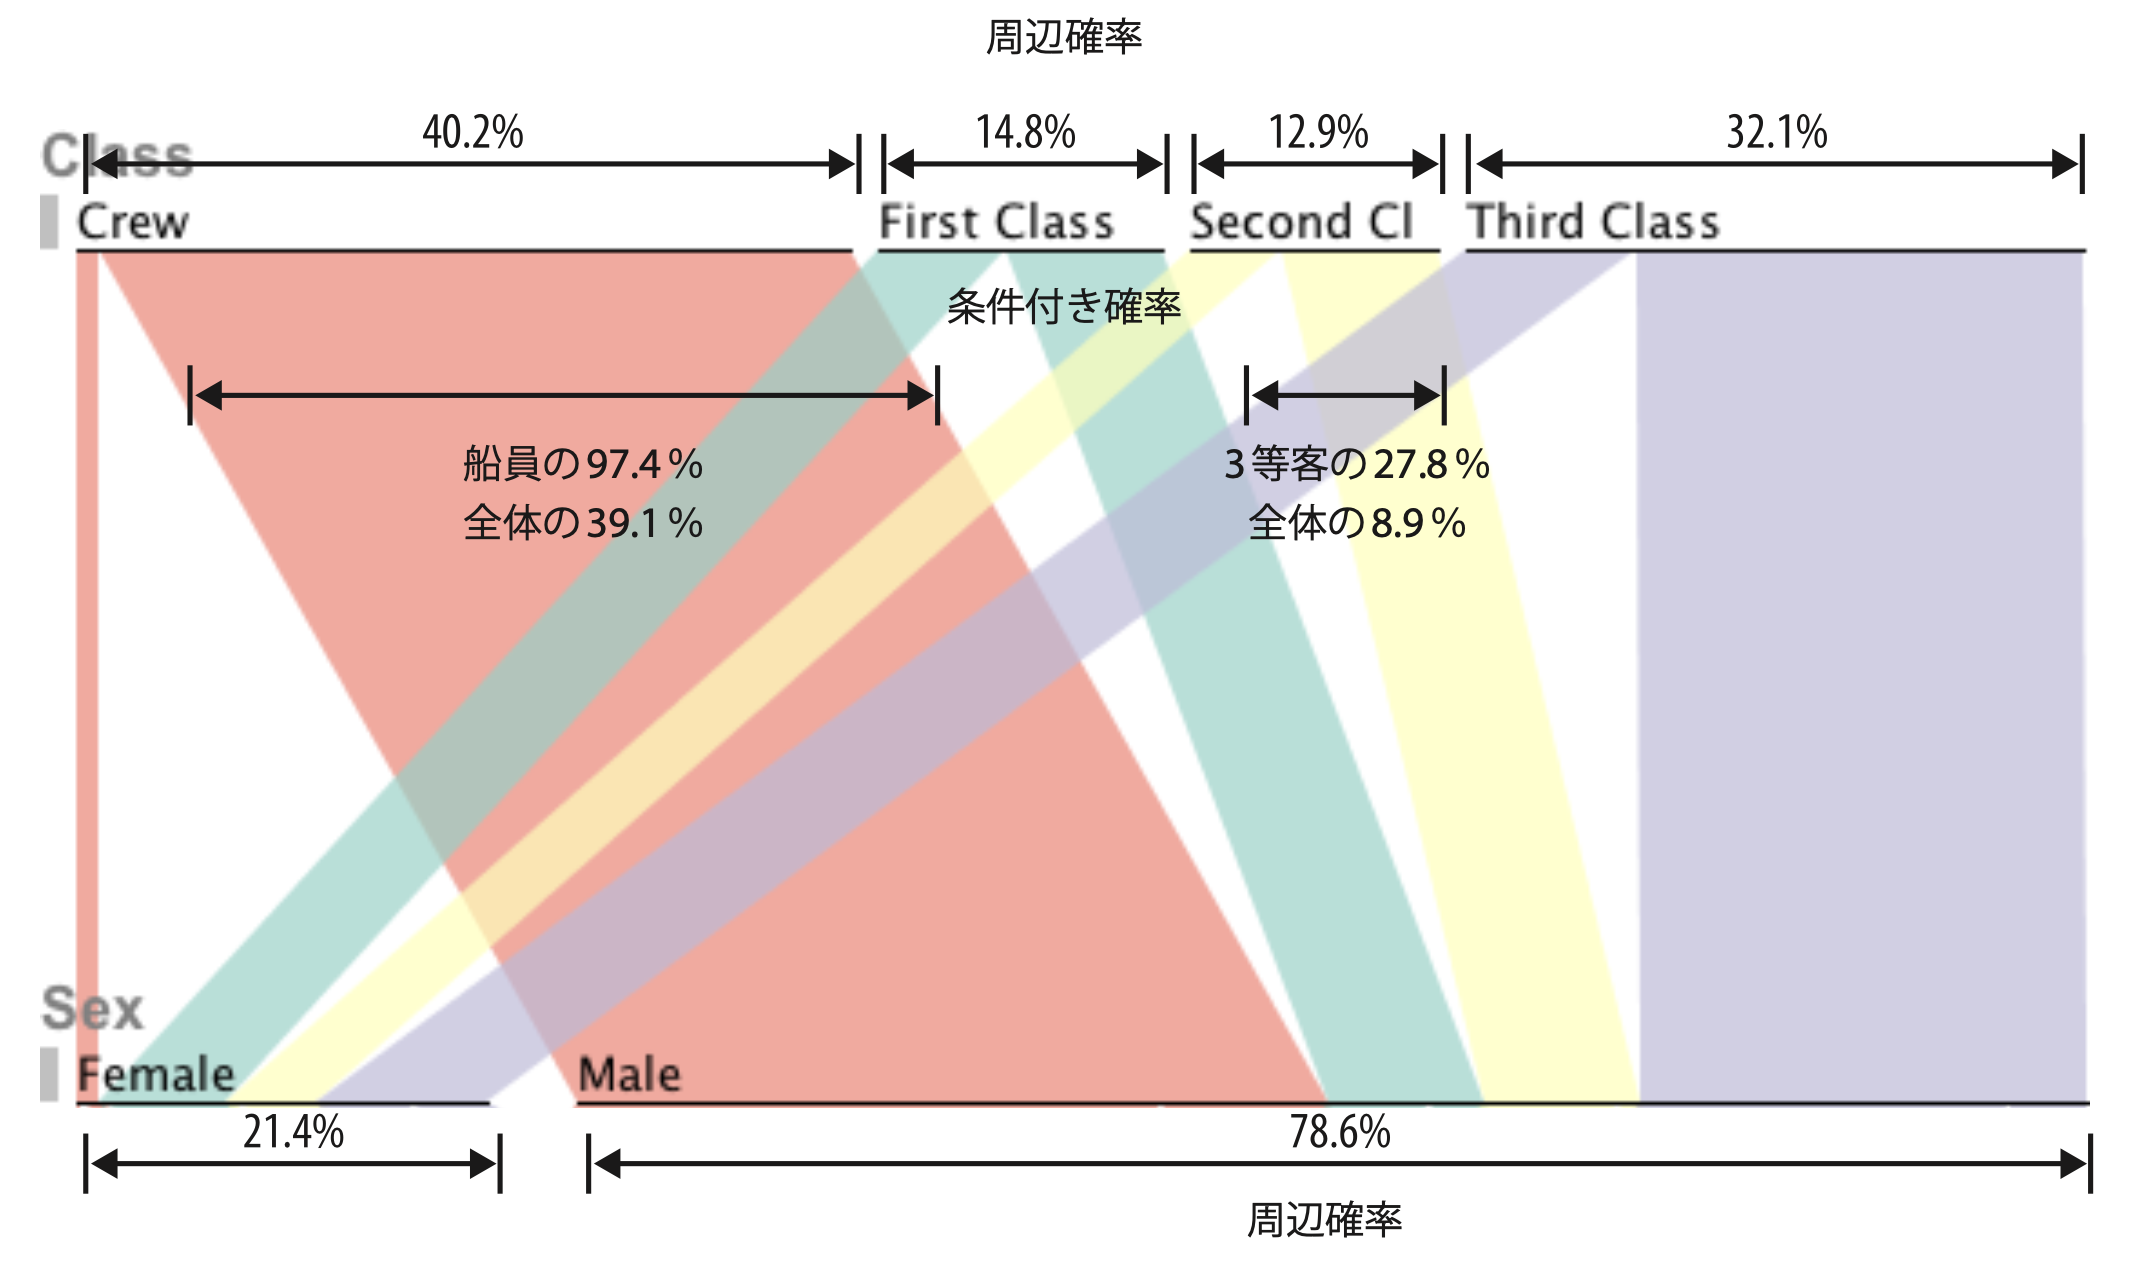 周辺確率
40.2%
14.8%
12.9%
32.1%
Class
Crew
First Class
Second Cl
Third Class
条件付き確率
船員の97.4%
全体の39.1%
3等客の27.8%
全体の8.9%
Sex
Female
Male
21.4%
78.6%
周辺確率